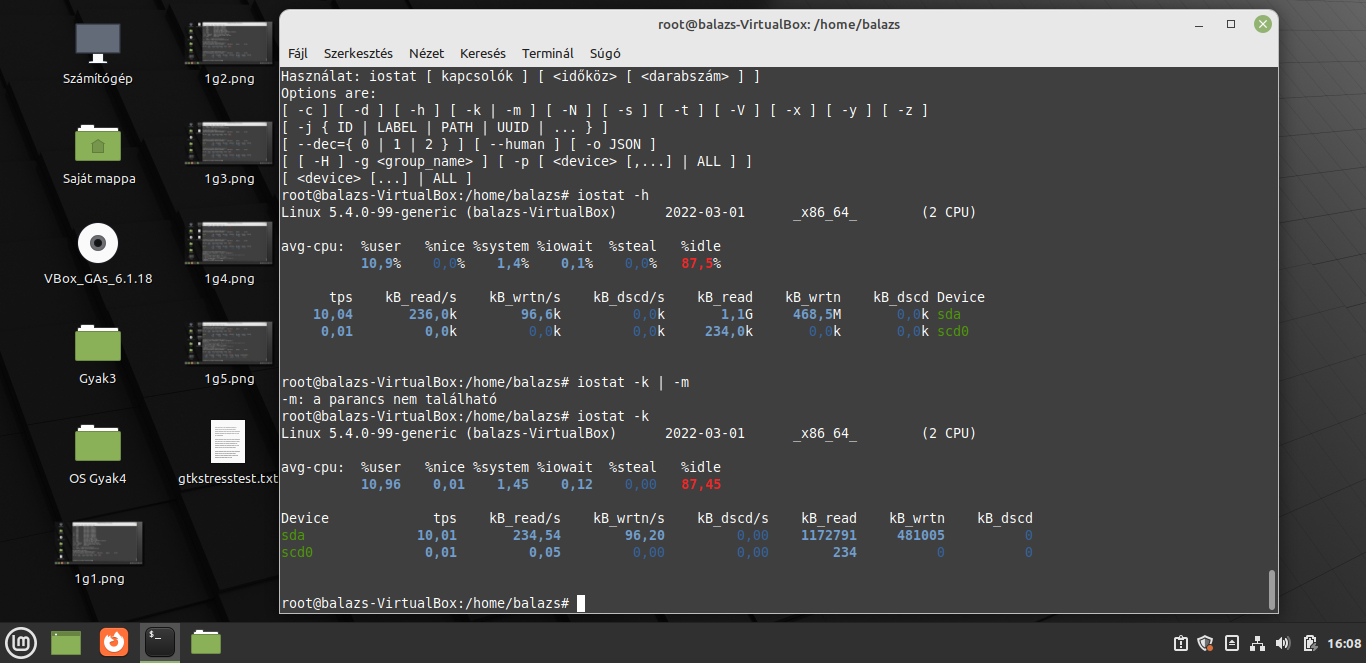 Számítógép
1g2.png
Saját mappa
1g3.png
VBox_GAs_6.1.18
1g4.png
Gyak3
1g5.png
OS Gyak4
gtkstresstest.txt
1g1.png
root@balazs-VirtualBox: /home/balazs
Fájl Szerkesztés Nézet Keresés Terminál Súgó
Használat: iostat [ kapcsolók ] [ <időköz> [ <darabszám> ] ]
Options are:
[ -c ] [ -d ] [ -h ] [ -k | -m ] [ -N ] [ -s ] [ -t ] [ -V ] [ -x ] [ -y ] [ -z ]
[ -j { ID | LABEL | PATH | UUID | ... } ]
[ --dec={ 0 | 1 | 2 } ] [ --human ] [ -o JSON ]
[ [ -H ] -g <group_name> ] [ -p [ <device> [,...] | ALL ] ]
[ <device> [...] | ALL ]
root@balazs-VirtualBox:/home/balazs# iostat -h
Linux 5.4.0-99-generic (balazs-VirtualBox) 2022-03-01 _x86_64_ (2 CPU)
avg-cpu: %user %nice %system %iowait %steal %idle
10,9% 0,0% 1,4% 0,1% 0,0% 87,5%
tps kB_read/s kB_wrtn/s kB_dscd/s kB_read kB_wrtn kB_dscd Device
10,04 236,0k 96,6k 0,0k 1,1G 468,5M 0,0k sda
0,01 0,0k 0,0k 0,0k 234,0k 0,0k 0,0k scd0
root@balazs-VirtualBox:/home/balazs# iostat -k | -m
-m: a parancs nem található
root@balazs-VirtualBox:/home/balazs# iostat -k
Linux 5.4.0-99-generic (balazs-VirtualBox) 2022-03-01 _x86_64_ (2 CPU)
avg-cpu: %user %nice %system %iowait %steal %idle
10,96 0,01 1,45 0,12 0,00 87,45
Device tps kB_read/s kB_wrtn/s kB_dscd/s kB_read kB_wrtn kB_dscd
sda 10,01 234,54 96,20 0,00 1172791 481005 0
scd0 0,01 0,05 0,00 0,00 234 0 0
root@balazs-VirtualBox:/home/balazs#
16:08